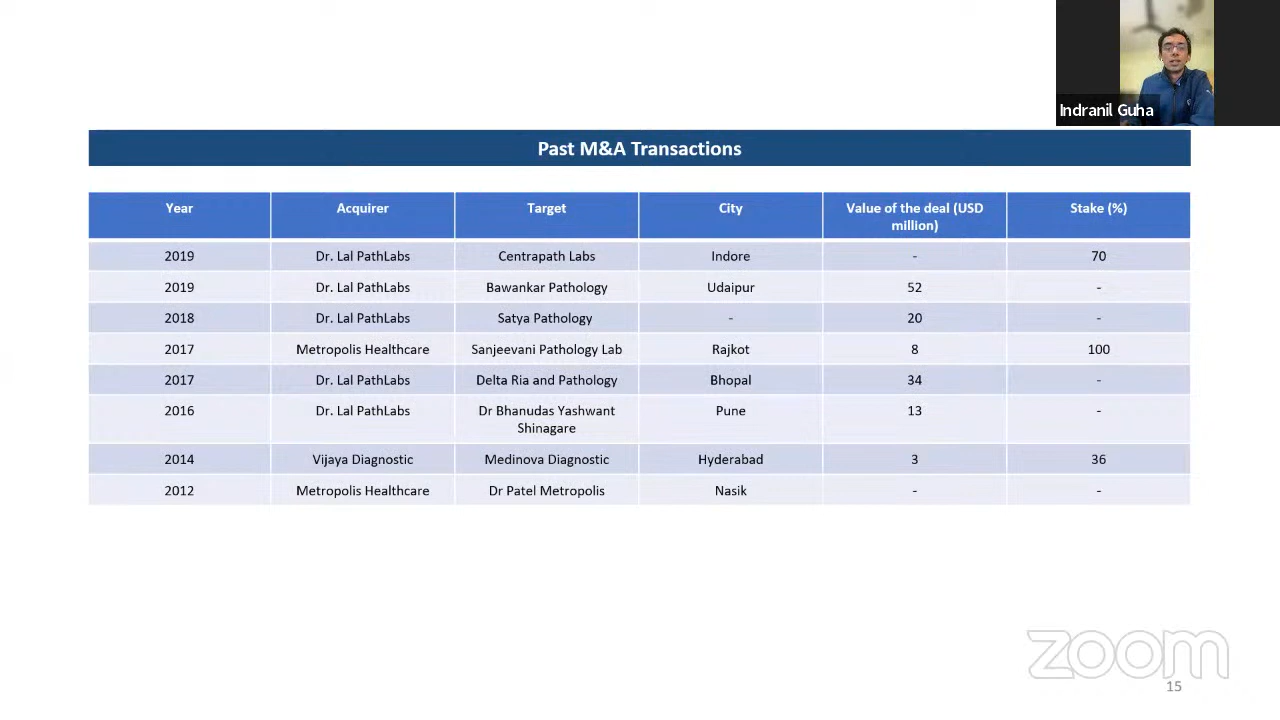 Indranil Guha
Past M&A Transactions
Year Acquirer Target City Value of the deal (USD million) Stake (%)
2019 Dr. Lal PathLabs Centrapath Labs Indore - 70
2019 Dr. Lal PathLabs Bawankar Pathology Udaipur 52 -
2018 Dr. Lal PathLabs Satya Pathology - 20 -
2017 Metropolis Healthcare Sanjeevani Pathology Lab Rajkot 8 100
2017 Dr. Lal PathLabs Delta Ria and Pathology Bhopal 34 -
2016 Dr. Lal PathLabs Dr Bhanudas Yashwant Shinagare Pune 13 -
2014 Vijaya Diagnostic Medinova Diagnostic Hyderabad 3 36
2012 Metropolis Healthcare Dr Patel Metropolis Nasik - -
zoom
15